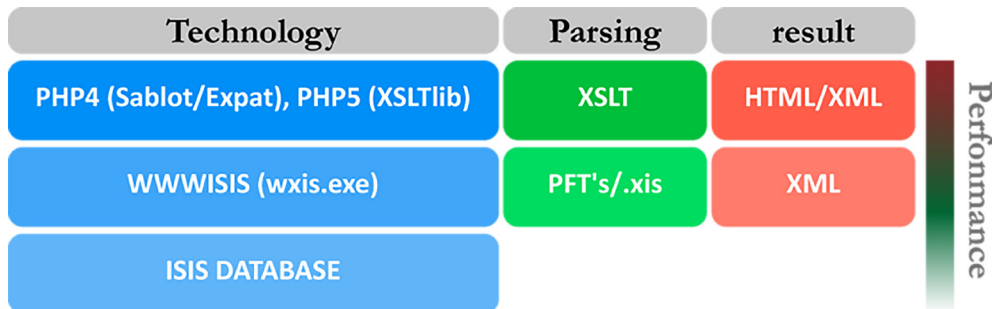 Technology Parsing result
PHP4 (Sablot/Expat), PHP5 (XSLTlib) XSLT HTML/XML
WWWISIS (wxis.exe) PFT's/.xis XML
ISIS DATABASE
Perfonmance